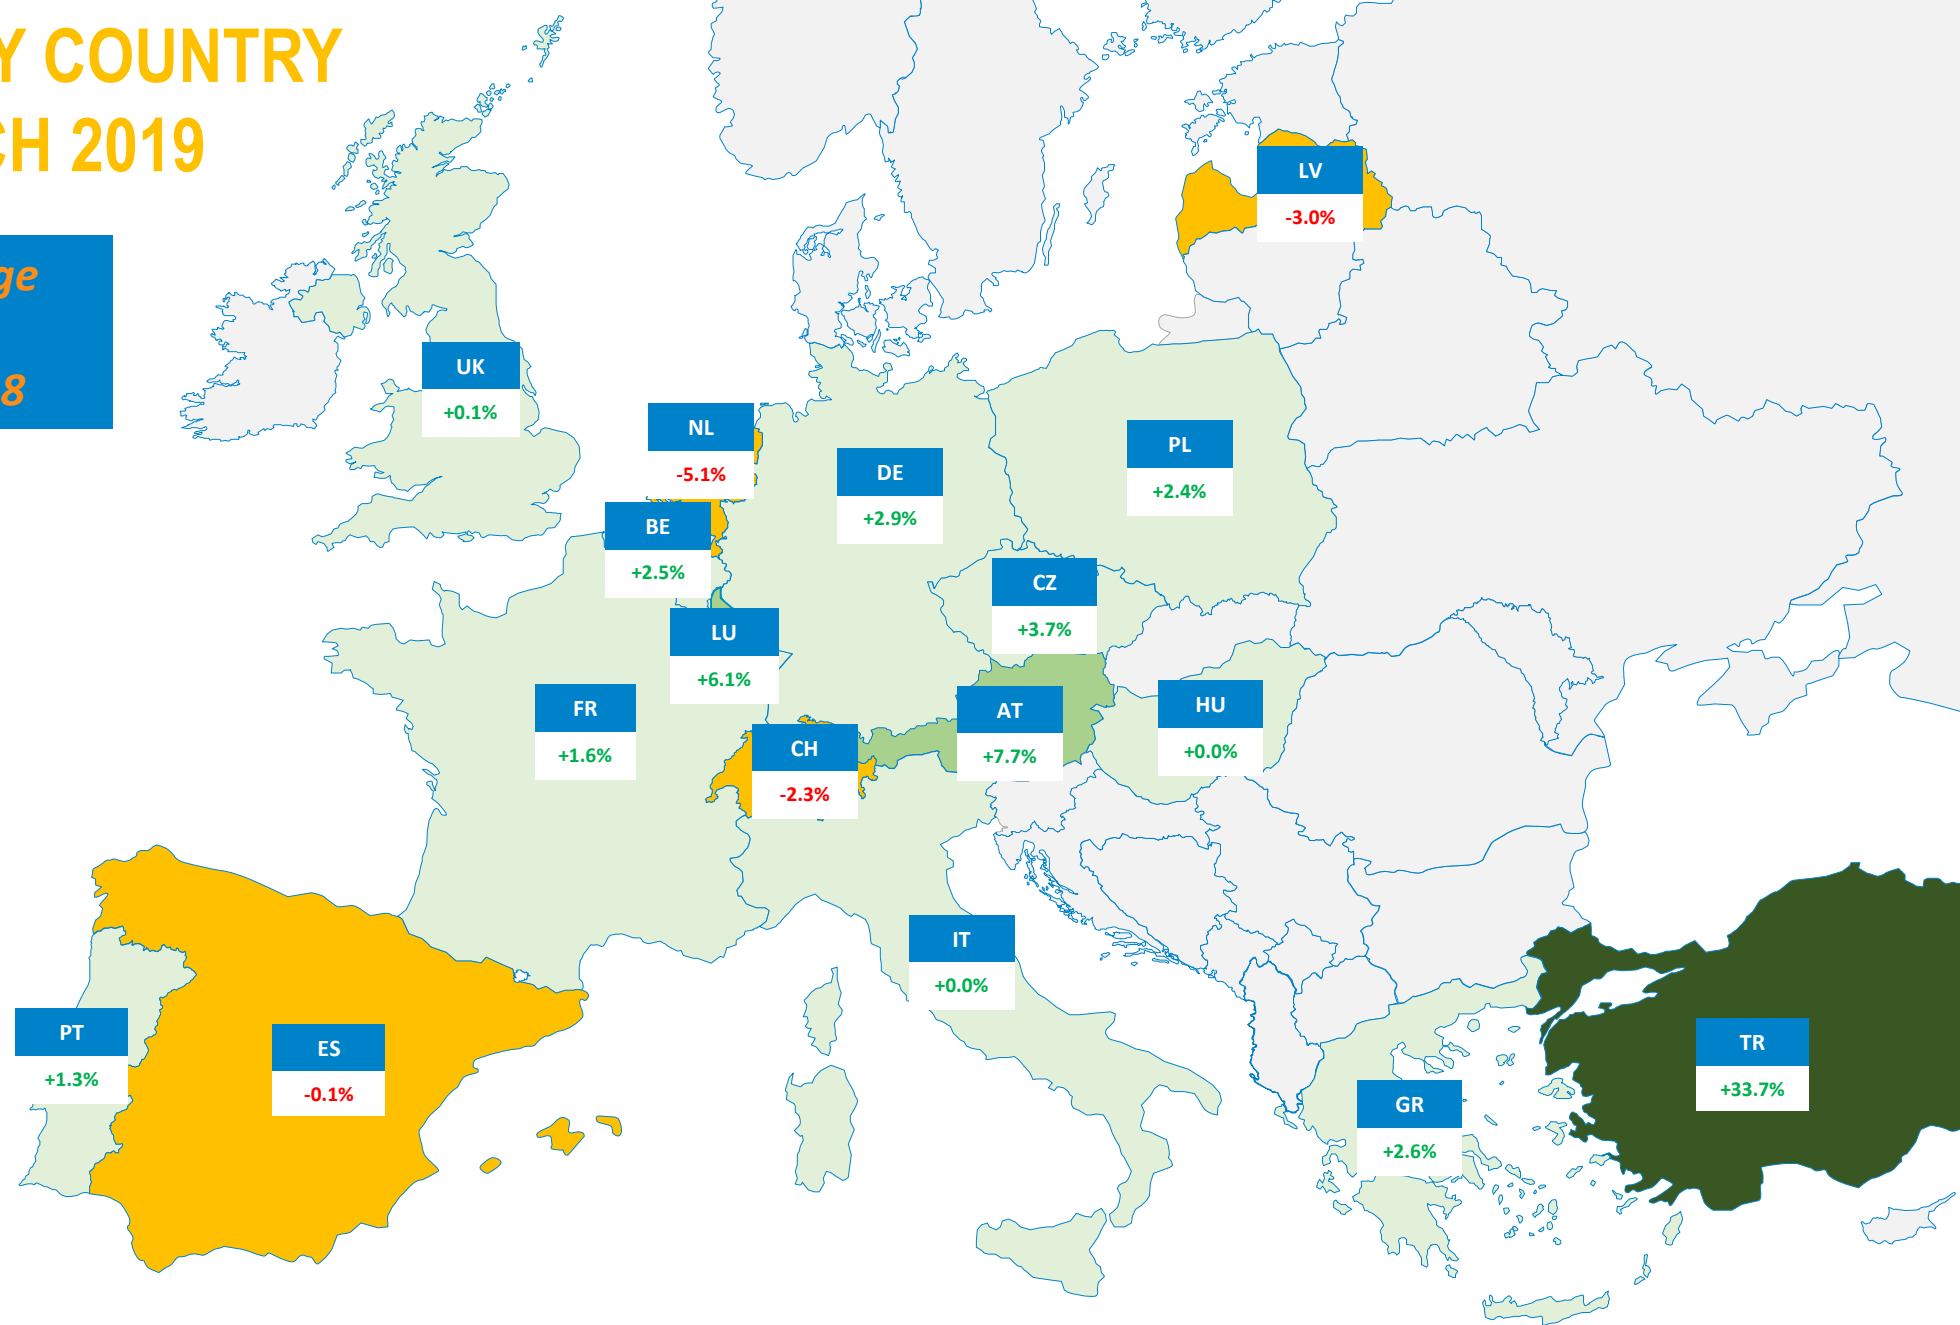 Y COUNTRY
CH 2019
ge
8
LV
-3.0%
UK
+0.1%
NL
-5.1%
PL
+2.4%
DE
+2.9%
BE
+2.5%
CZ
+3.7%
LU
+6.1%
FR
+1.6%
AT
+7.7%
HU
+0.0%
CH
-2.3%
IT
+0.0%
PT
+1.3%
ES
-0.1%
TR
+33.7%
GR
+2.6%